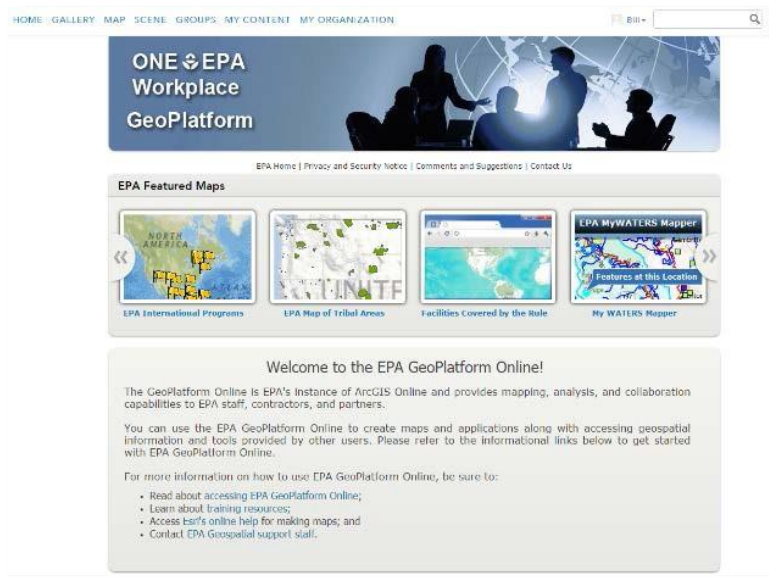 HOME GALLERY MAP SCENE GROUPS MY CONTENT MY ORGANIZATION
Bill
ONE EPA
Workplace
GeoPlatform
EPA Home | Privacy and Security Notice | Comments and Suggestions | Contact Us
EPA Featured Maps
NORTH
AMERICA
EPA MyWATERS Mapper
Features at this Location
EPA International Programs
EPA Map of Tribal Areas
Facilities Covered by the Rule
My WATERS Mapper
Welcome to the EPA GeoPlatform Online!
The GeoPlatform Online is EPA's instance of ArcGIS Online and provides mapping, analysis, and collaboration
capabilities to EPA staff, contractors, and partners.
You can use the EPA GeoPlatform Online to create maps and applications along with accessing geospatial
information and tools provided by other users. Please refer to the informational links below to get started
with EPA GeoPlatform Online.
For more information on how to use EPA GeoPlatform Online, be sure to:
• Read about accessing EPA GeoPlatform Online;
• Learn about training resources;
• Access Esri's online help for making maps; and
• Contact EPA Geospatial support staff.